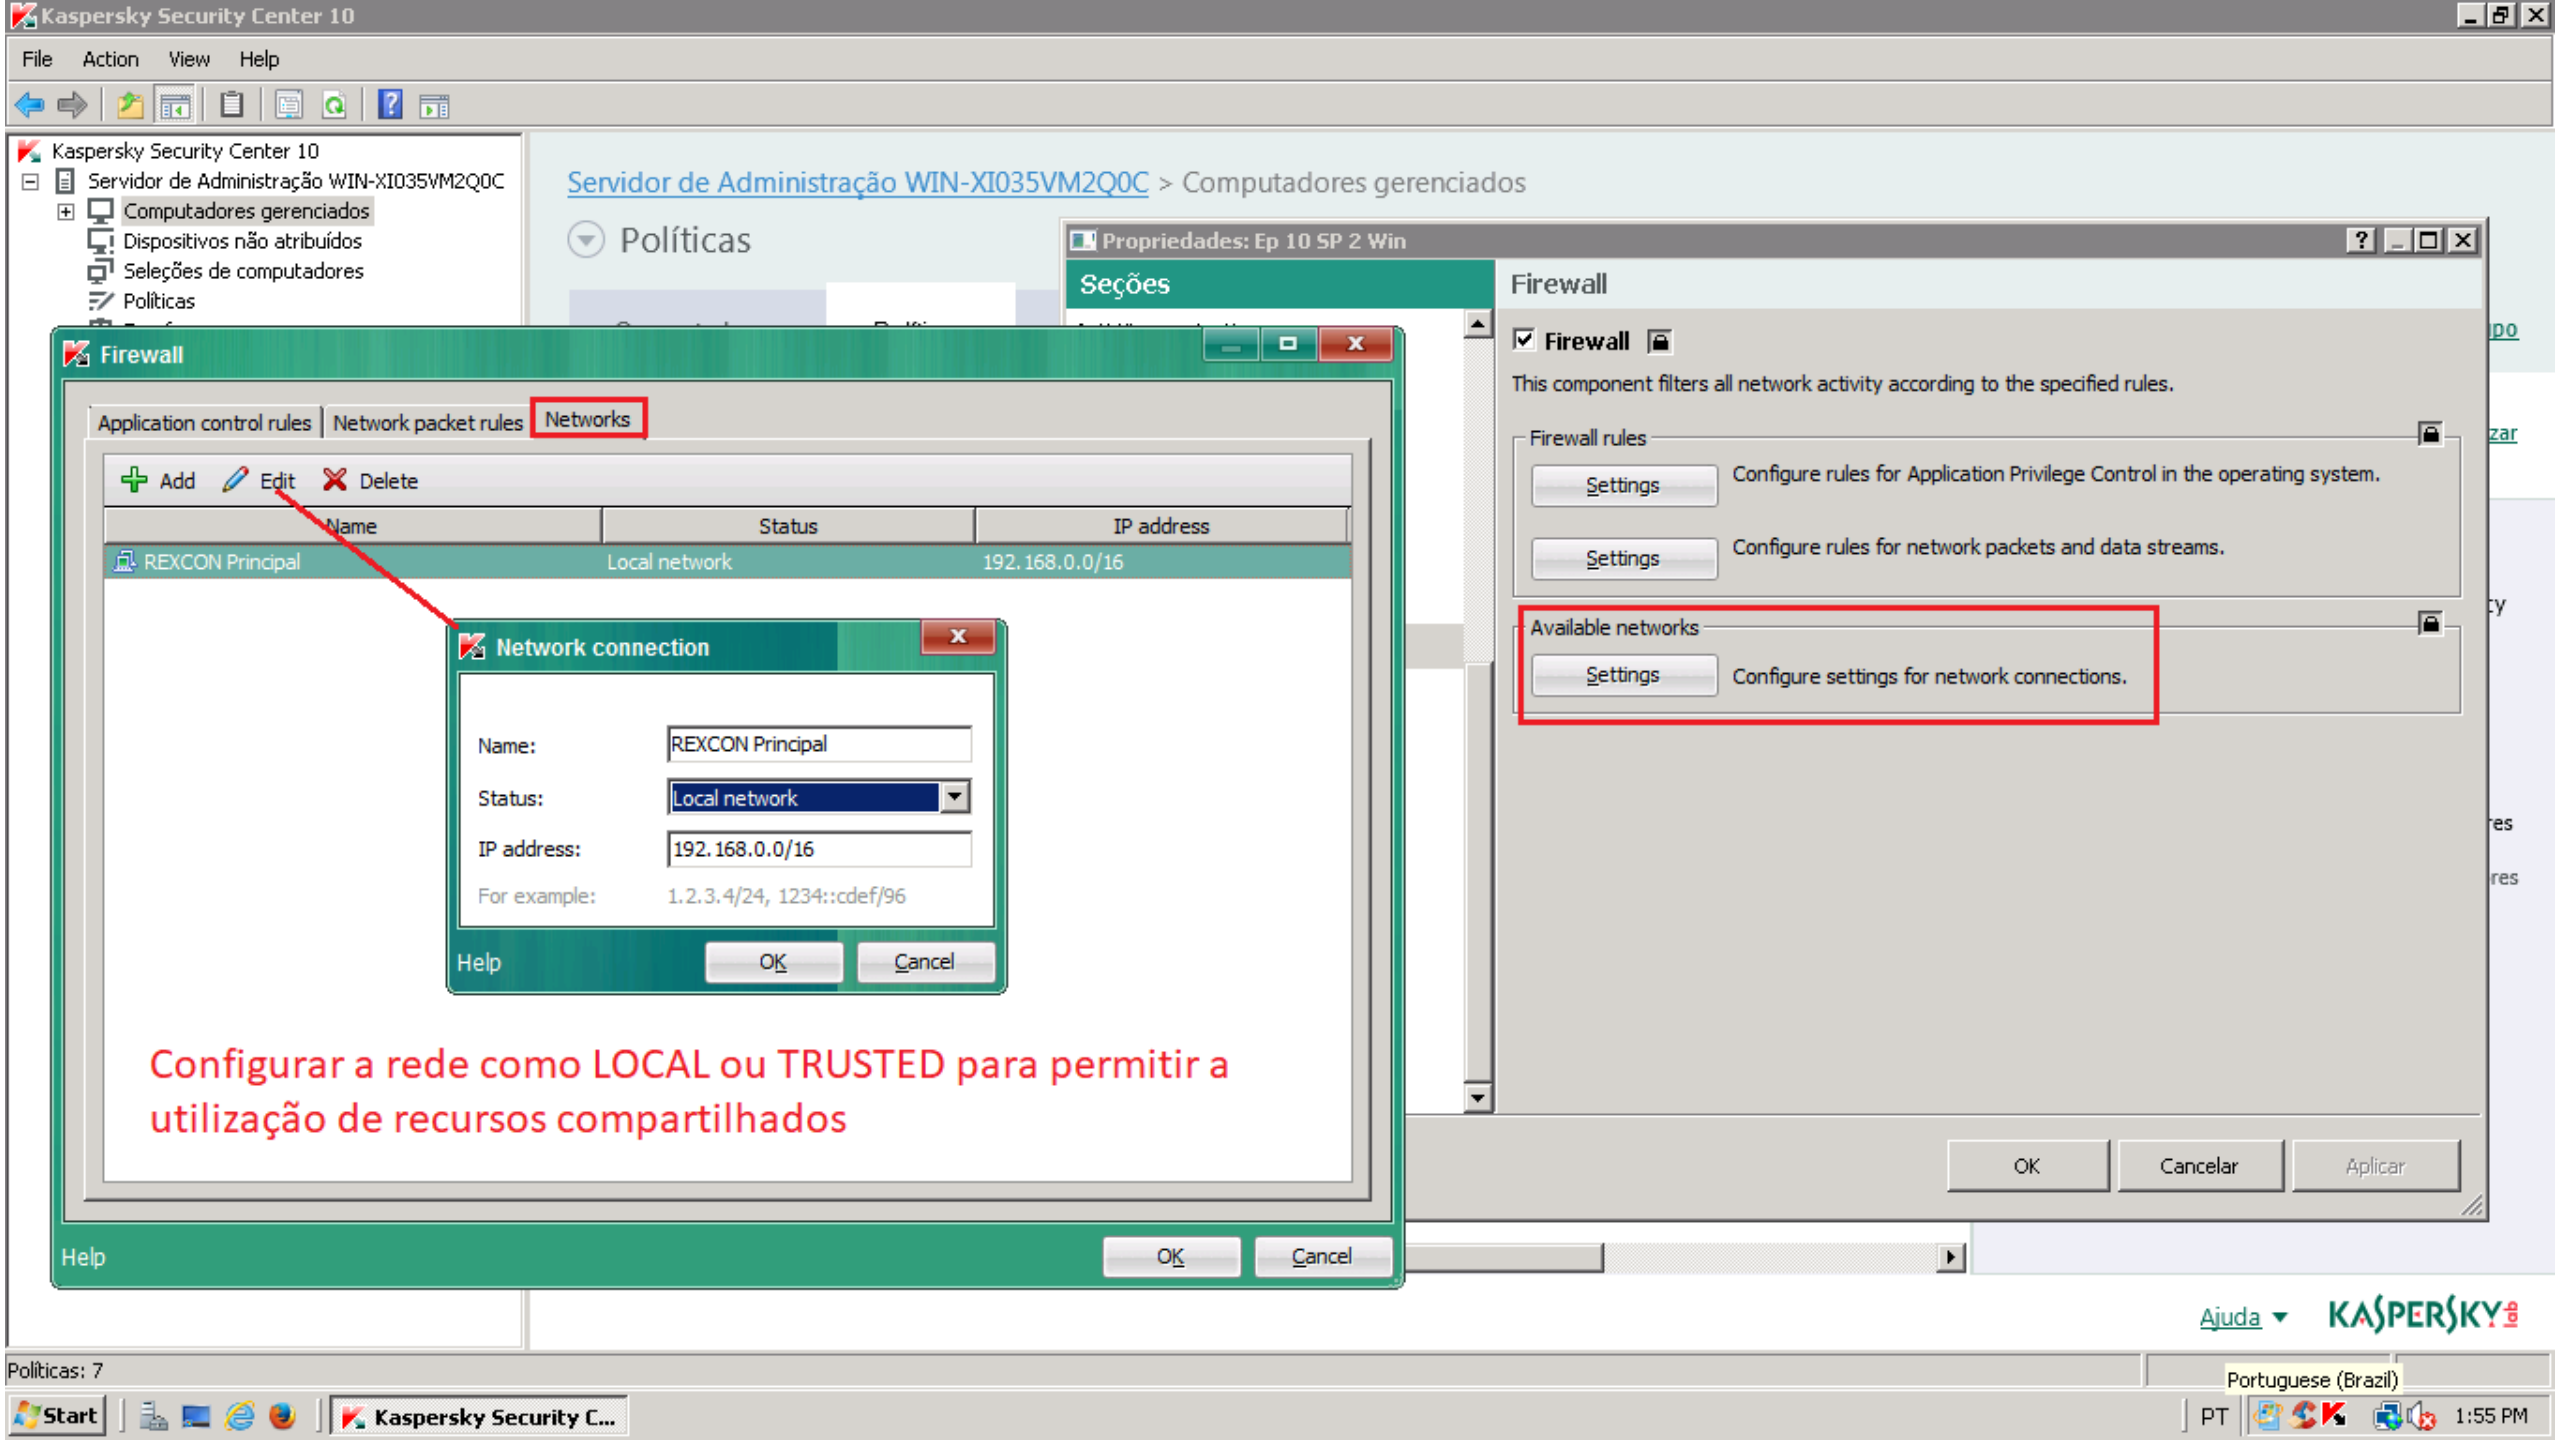 Kaspersky Security Center 10
File Action View Help
Kaspersky Security Center 10
Servidor de Administração WIN-XI035VM2Q0C
Computadores gerenciados
Dispositivos não atribuídos
Seleções de computadores
Políticas
Servidor de Administração WIN-XI035VM2Q0C > Computadores gerenciados
Políticas
Propriedades: Ep 10 SP 2 Win
Seções
Firewall
Firewall
This component filters all network activity according to the specified rules.
Firewall rules
Settings Configure rules for Application Privilege Control in the operating system.
Settings Configure rules for network packets and data streams.
Available networks
Settings Configure settings for network connections.
OK Cancelar Aplicar
Firewall
Application control rules Network packet rules Networks
Add Edit Delete
Name Status IP address
REXCON Principal Local network 192.168.0.0/16
Network connection
Name: REXCON Principal
Status: Local network
IP address: 192.168.0.0/16
For example: 1.2.3.4/24, 1234::cdef/96
Help OK Cancel
Configurar a rede como LOCAL ou TRUSTED para permitir a
utilização de recursos compartilhados
Help OK Cancel
Ajuda KASPERSKY lab
Políticas: 7
Portuguese (Brazil)
Start Kaspersky Security C... PT 1:55 PM